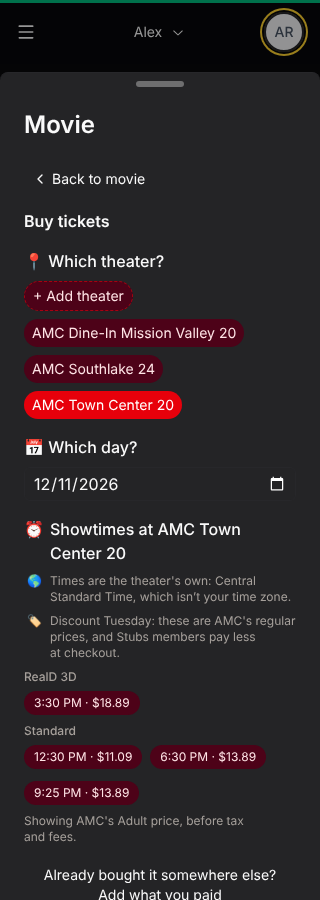 Alex
AR
Movie
Back to movie
Buy tickets
Which theater?
+ Add theater
AMC Dine-In Mission Valley 20
AMC Southlake 24
AMC Town Center 20
Which day?
12/11/2026
Showtimes at AMC Town
Center 20
Times are the theater's own: Central
Standard Time, which isn't your time zone.
Discount Tuesday: these are AMC's regular
prices, and Stubs members pay less
at checkout.
RealD 3D
3:30 PM · $18.89
Standard
12:30 PM · $11.09
6:30 PM · $13.89
9:25 PM · $13.89
Showing AMC's Adult price, before tax
and fees.
Already bought it somewhere else?
Add what you paid